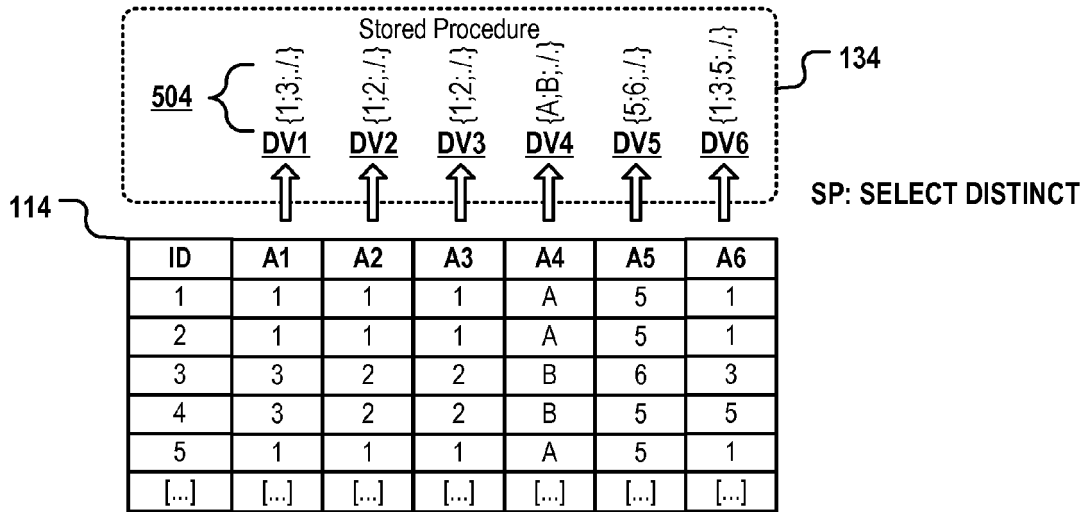 Stored Procedure
{1;3;./.} {1;2;./.} {1;2;./.} {A;B;./.} {5;6;./.} {1;3;5;./.}
504
134
DV1 DV2 DV3 DV4 DV5 DV6
SP: SELECT DISTINCT
114
ID A1 A2 A3 A4 A5 A6
1 1 1 1 A 5 1
2 1 1 1 A 5 1
3 3 2 2 B 6 3
4 3 2 2 B 5 5
5 1 1 1 A 5 1
[...] [...] [...] [...] [...] [...] [...]